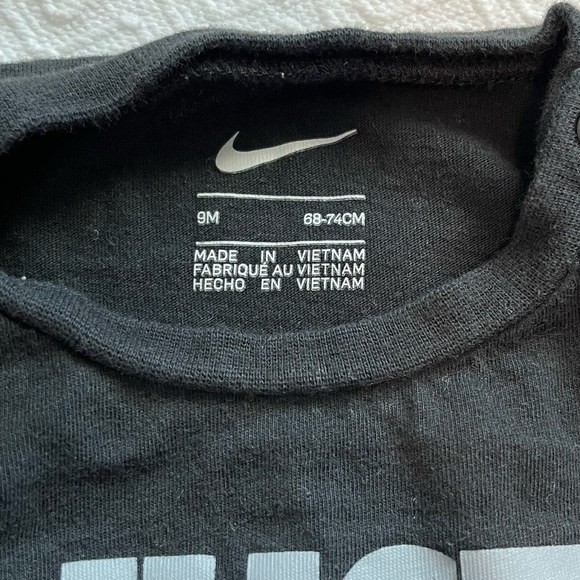 9M 68-74CM
MADE IN VIETNAM
FABRIQUÉ AU VIETNAM
HECHO EN VIETNAM